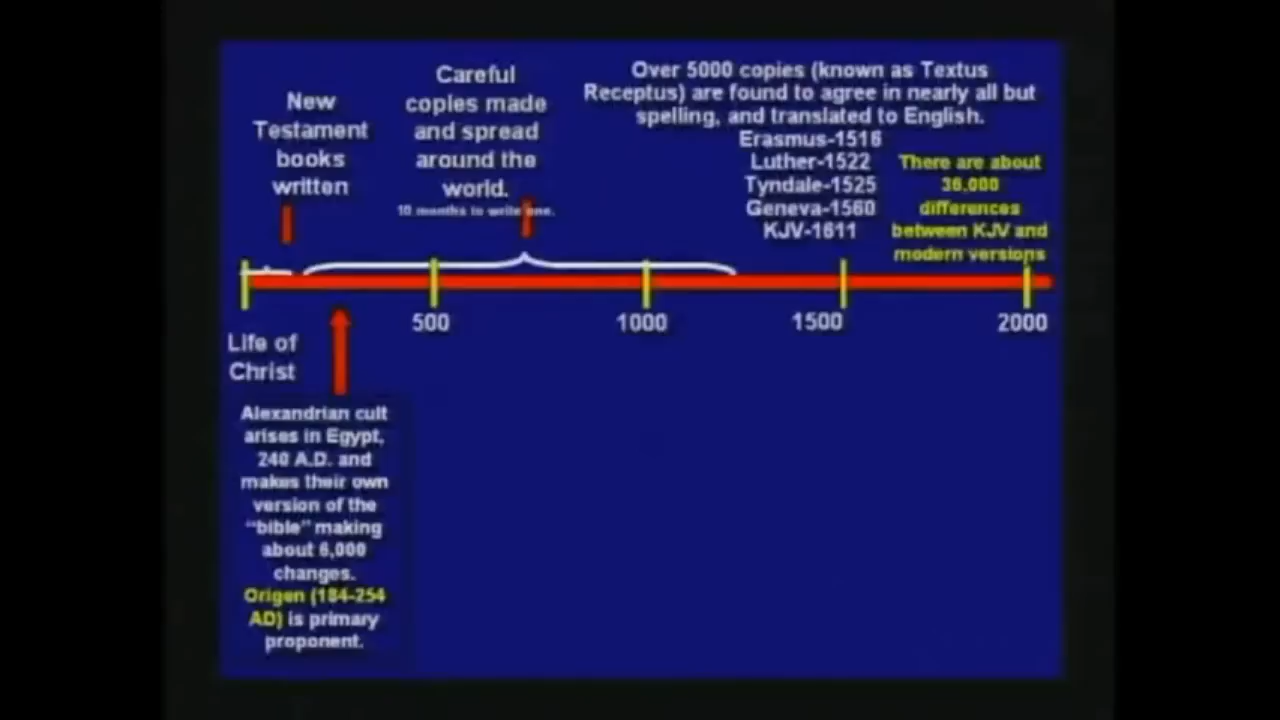 New
Testament
books
written
Careful
copies made
and spread
around the
world.
10 months to write one.
Over 5000 copies (known as Textus
Receptus) are found to agree in nearly all but
spelling, and translated to English.
Erasmus-1516
Luther-1522
Tyndale-1525
Geneva-1560
KJV-1611
There are about
36,000
differences
between KJV and
modern versions
500
1000
1500
2000
Life of
Christ
Alexandrian cult
arises in Egypt,
240 A.D. and
makes their own
version of the
"bible" making
about 6,000
changes.
Origen (184-254
AD) is primary
proponent.